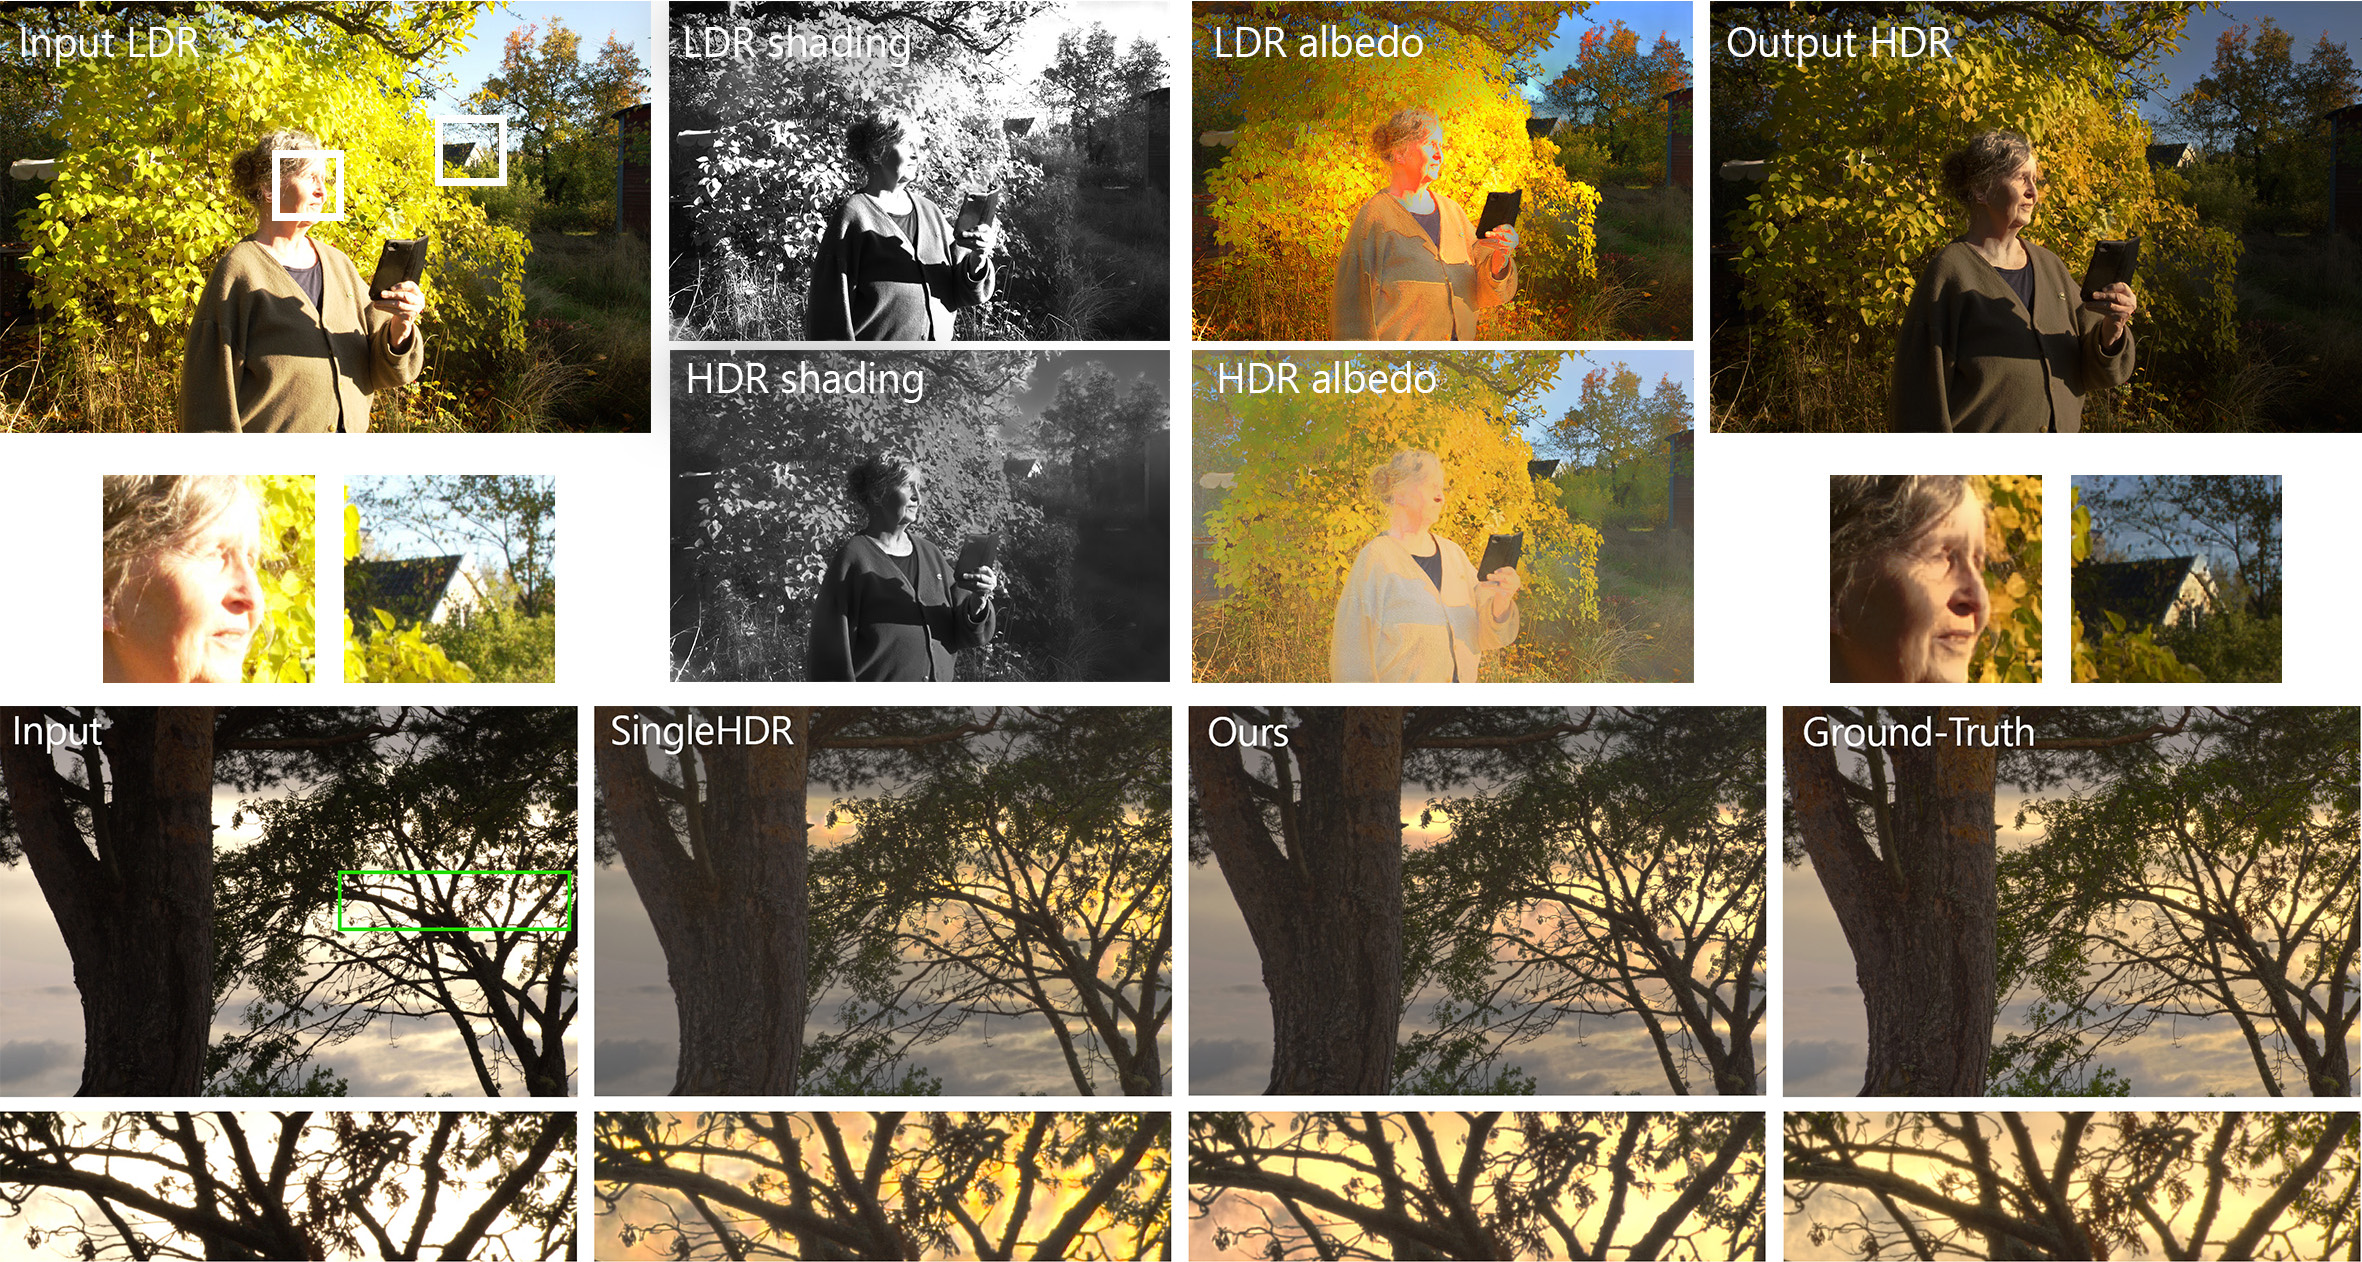 Input LDR
LDR shading
LDR albedo
Output HDR
HDR shading
HDR albedo
Input
SingleHDR
Ours
Ground-Truth